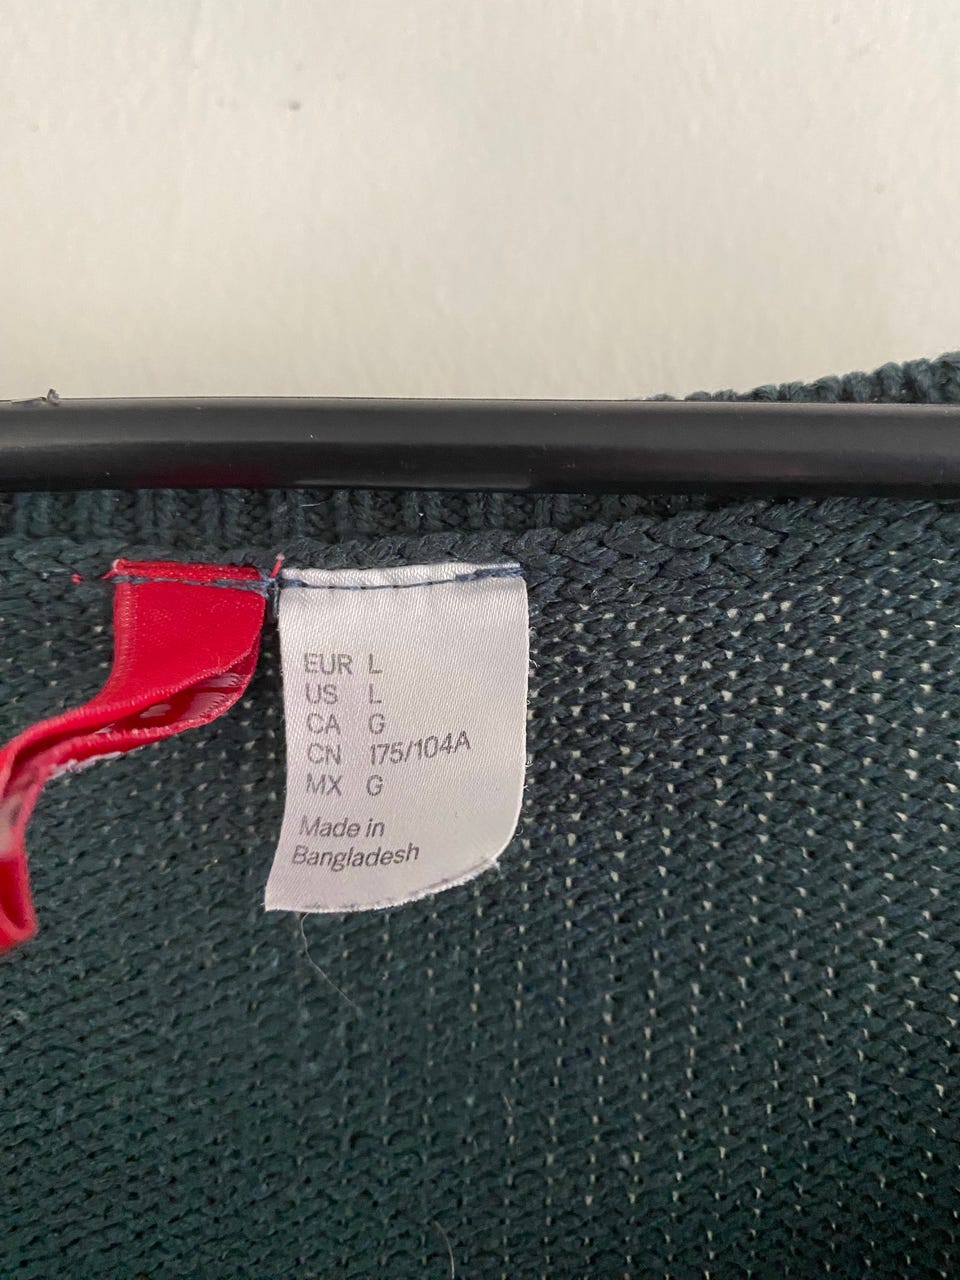 EUR L
US L
CA G
CN 175/104A
MX G
Made in
Bangladesh